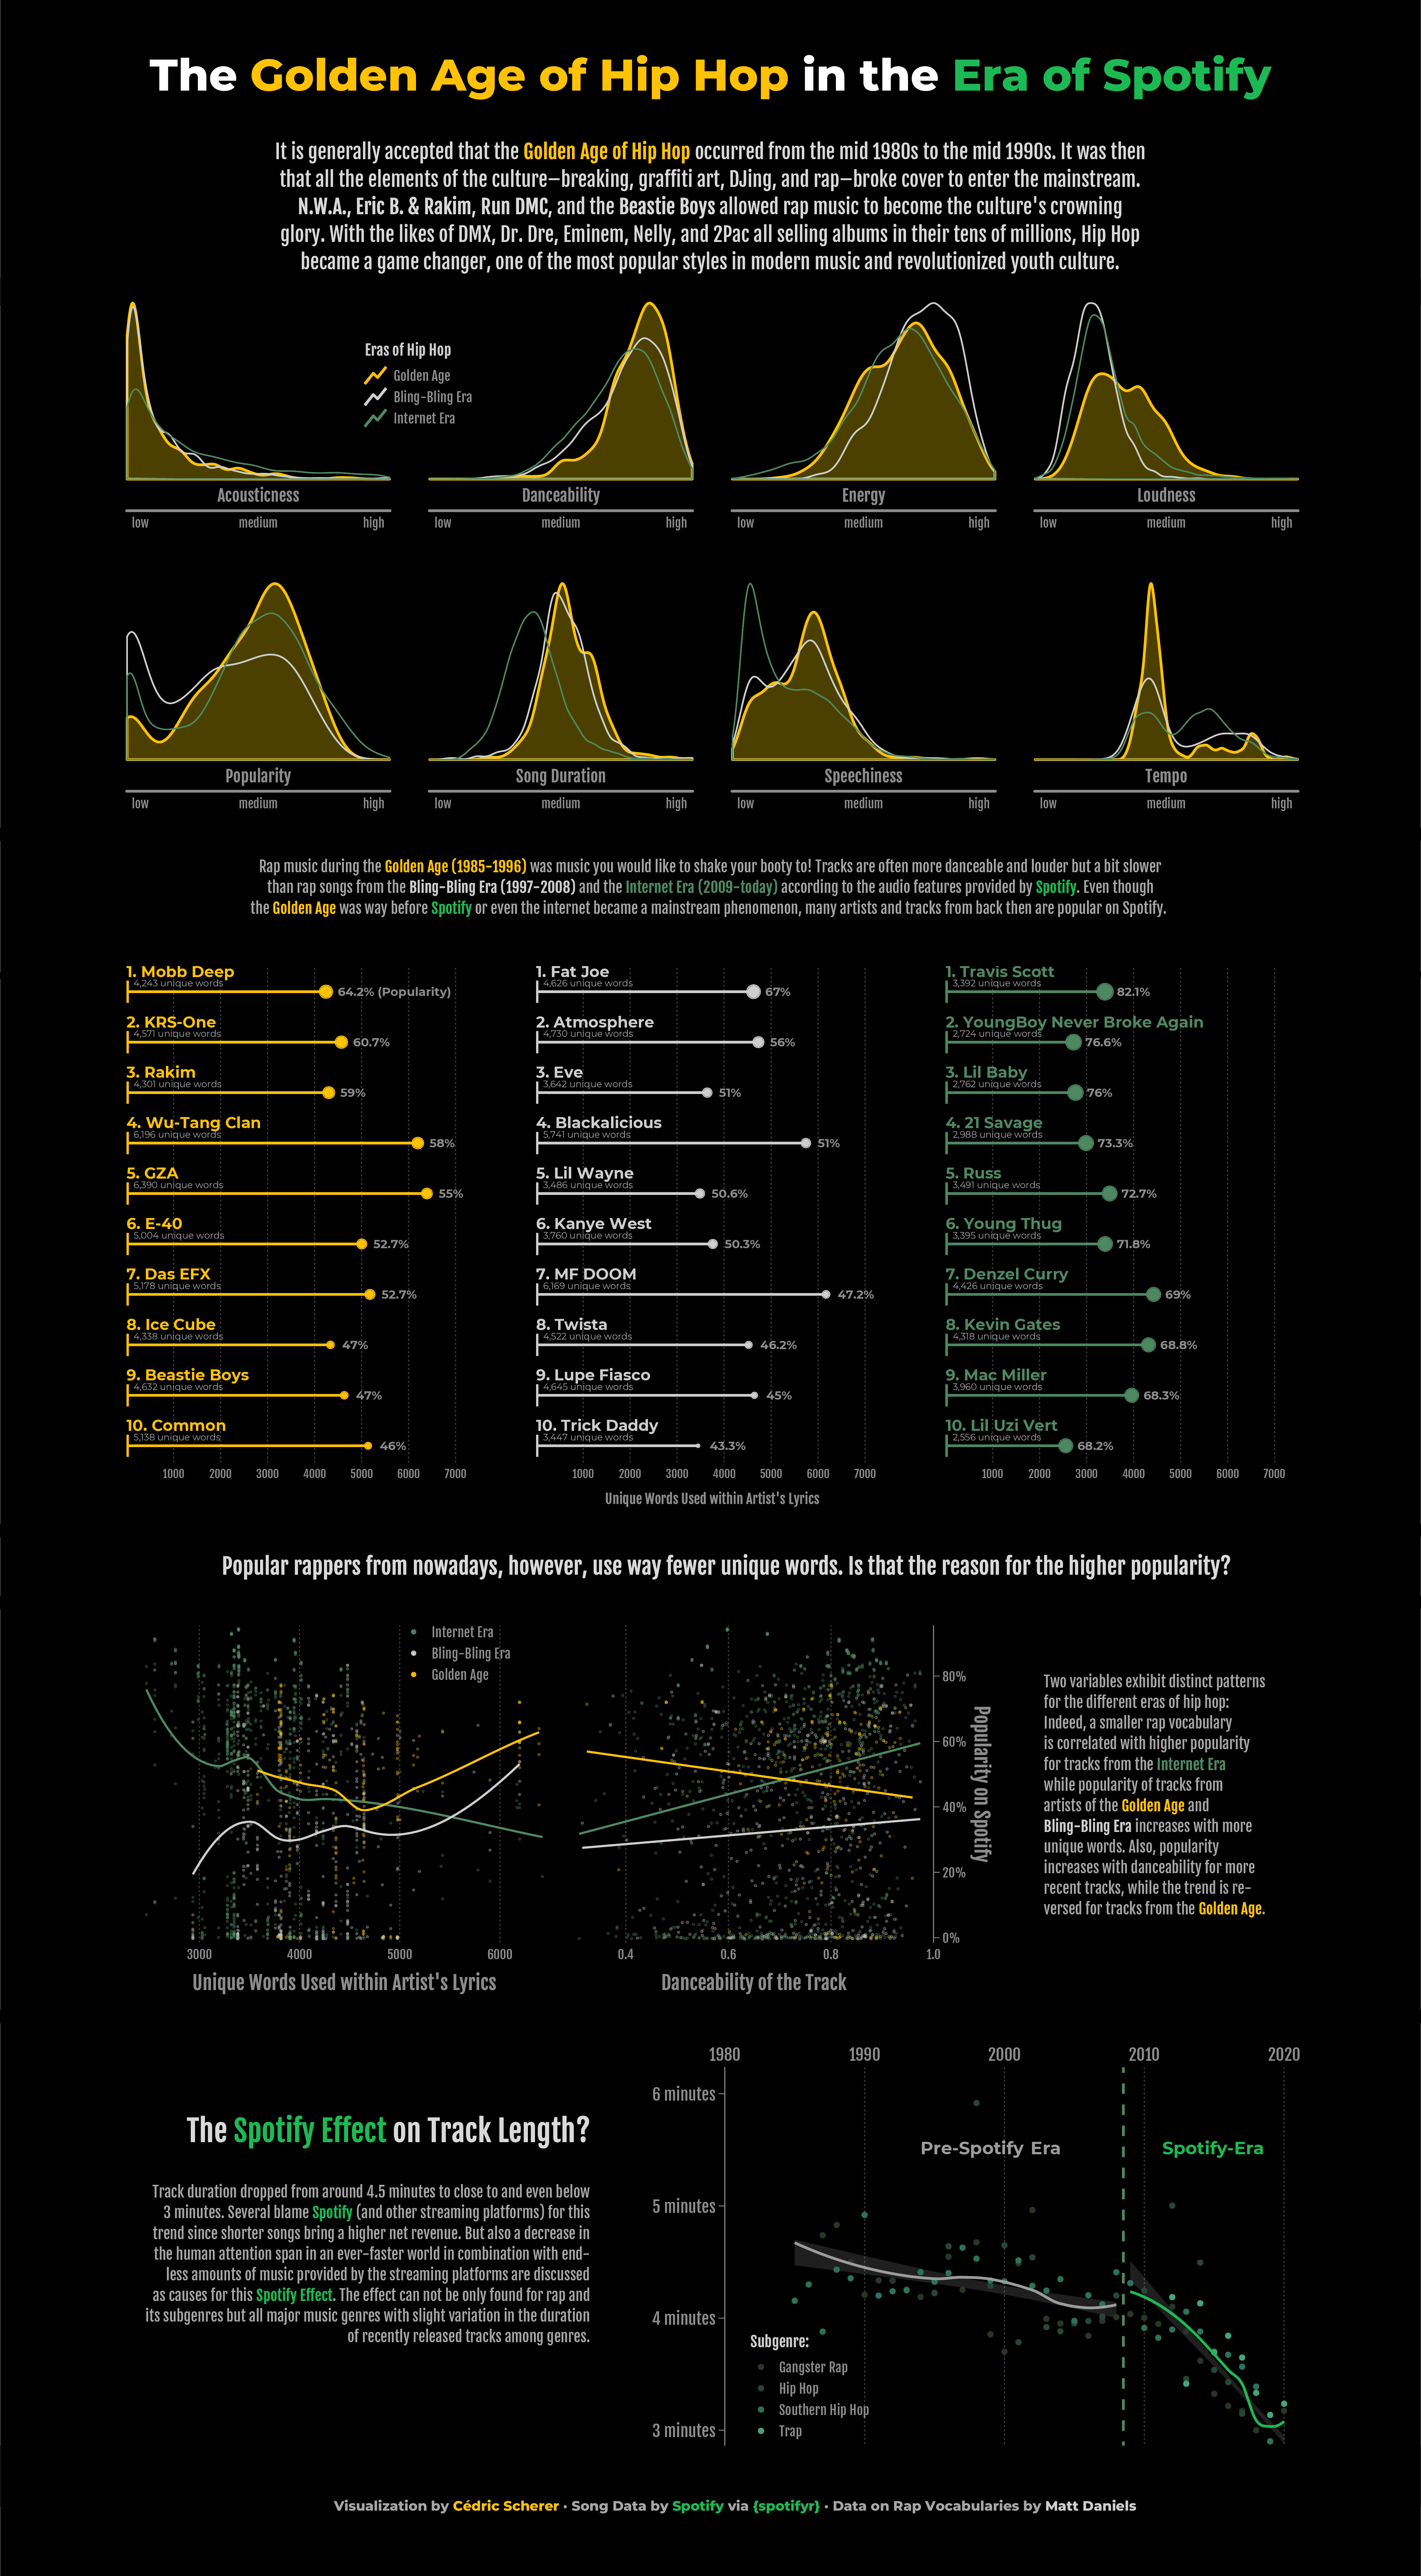 The Golden Age of Hip Hop in the Era of Spotify
It is generally accepted that the Golden Age of Hip Hop occurred from the mid 1980s to the mid 1990s. It was then
that all the elements of the culture–breaking, graffiti art, DJing, and rap–broke cover to enter the mainstream.
N.W.A., Eric B. & Rakim, Run DMC, and the Beastie Boys allowed rap music to become the culture's crowning
glory. With the likes of DMX, Dr. Dre, Eminem, Nelly, and 2Pac all selling albums in their tens of millions, Hip Hop
became a game changer, one of the most popular styles in modern music and revolutionized youth culture.
Eras of Hip Hop
Golden Age
Bling-Bling Era
Internet Era
Acousticness
low medium high
Danceability
low medium high
Energy
low medium high
Loudness
low medium high
Popularity
low medium high
Song Duration
low medium high
Speechiness
low medium high
Tempo
low medium high
Rap music during the Golden Age (1985-1996) was music you would like to shake your booty to! Tracks are often more danceable and louder but a bit slower
than rap songs from the Bling-Bling Era (1997-2008) and the Internet Era (2009-today) according to the audio features provided by Spotify. Even though
the Golden Age was way before Spotify or even the internet became a mainstream phenomenon, many artists and tracks from back then are popular on Spotify.
1. Mobb Deep
4,243 unique words
64.2% (Popularity)
2. KRS-One
4,571 unique words
60.7%
3. Rakim
4,301 unique words
59%
4. Wu-Tang Clan
6,196 unique words
58%
5. GZA
6,390 unique words
55%
6. E-40
5,004 unique words
52.7%
7. Das EFX
5,178 unique words
52.7%
8. Ice Cube
4,338 unique words
47%
9. Beastie Boys
4,632 unique words
47%
10. Common
5,138 unique words
46%
1000 2000 3000 4000 5000 6000 7000
1. Fat Joe
4,626 unique words
67%
2. Atmosphere
4,730 unique words
56%
3. Eve
3,642 unique words
51%
4. Blackalicious
5,741 unique words
51%
5. Lil Wayne
3,486 unique words
50.6%
6. Kanye West
3,760 unique words
50.3%
7. MF DOOM
6,169 unique words
47.2%
8. Twista
4,522 unique words
46.2%
9. Lupe Fiasco
4,645 unique words
45%
10. Trick Daddy
3,447 unique words
43.3%
1000 2000 3000 4000 5000 6000 7000
1. Travis Scott
3,392 unique words
82.1%
2. YoungBoy Never Broke Again
2,724 unique words
76.6%
3. Lil Baby
2,762 unique words
76%
4. 21 Savage
2,988 unique words
73.3%
5. Russ
3,491 unique words
72.7%
6. Young Thug
3,395 unique words
71.8%
7. Denzel Curry
4,426 unique words
69%
8. Kevin Gates
4,318 unique words
68.8%
9. Mac Miller
3,960 unique words
68.3%
10. Lil Uzi Vert
2,556 unique words
68.2%
1000 2000 3000 4000 5000 6000 7000
Unique Words Used within Artist's Lyrics
Popular rappers from nowadays, however, use way fewer unique words. Is that the reason for the higher popularity?
Internet Era
Bling-Bling Era
Golden Age
3000 4000 5000 6000
Unique Words Used within Artist's Lyrics
0.4 0.6 0.8 1.0
Danceability of the Track
80%
60%
40%
20%
0%
Popularity on Spotify
Two variables exhibit distinct patterns
for the different eras of hip hop:
Indeed, a smaller rap vocabulary
is correlated with higher popularity
for tracks from the Internet Era
while popularity of tracks from
artists of the Golden Age and
Bling-Bling Era increases with more
unique words. Also, popularity
increases with danceability for more
recent tracks, while the trend is re-
versed for tracks from the Golden Age.
The Spotify Effect on Track Length?
Track duration dropped from around 4.5 minutes to close to and even below
3 minutes. Several blame Spotify (and other streaming platforms) for this
trend since shorter songs bring a higher net revenue. But also a decrease in
the human attention span in an ever-faster world in combination with end-
less amounts of music provided by the streaming platforms are discussed
as causes for this Spotify Effect. The effect can not be only found for rap and
its subgenres but all major music genres with slight variation in the duration
of recently released tracks among genres.
1980 1990 2000 2010 2020
6 minutes
5 minutes
4 minutes
3 minutes
Pre-Spotify Era
Spotify-Era
Subgenre:
Gangster Rap
Hip Hop
Southern Hip Hop
Trap
Visualization by Cédric Scherer · Song Data by Spotify via {spotifyr} · Data on Rap Vocabularies by Matt Daniels